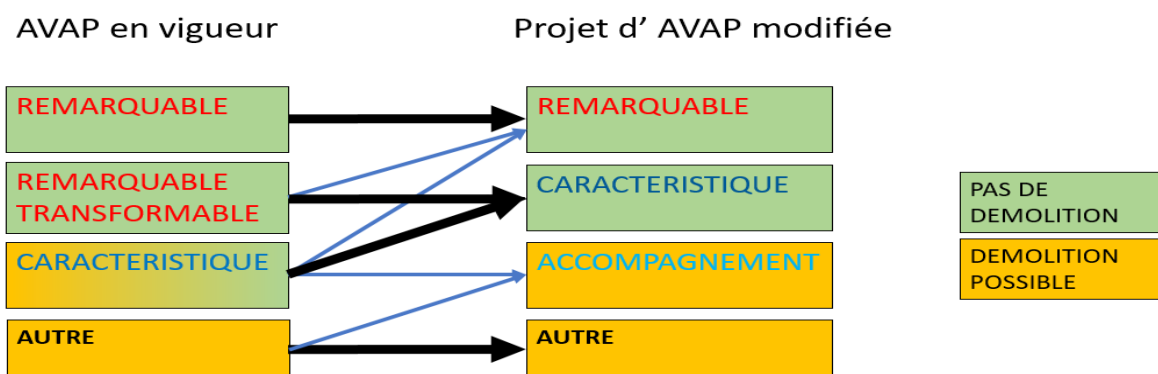 AVAP en vigueur
Projet d’ AVAP modifiée
REMARQUABLE
REMARQUABLE
TRANSFORMABLE
CARACTERISTIQUE
AUTRE
REMARQUABLE
CARACTERISTIQUE
ACCOMPAGNEMENT
AUTRE
PAS DE
DEMOLITION
DEMOLITION
POSSIBLE